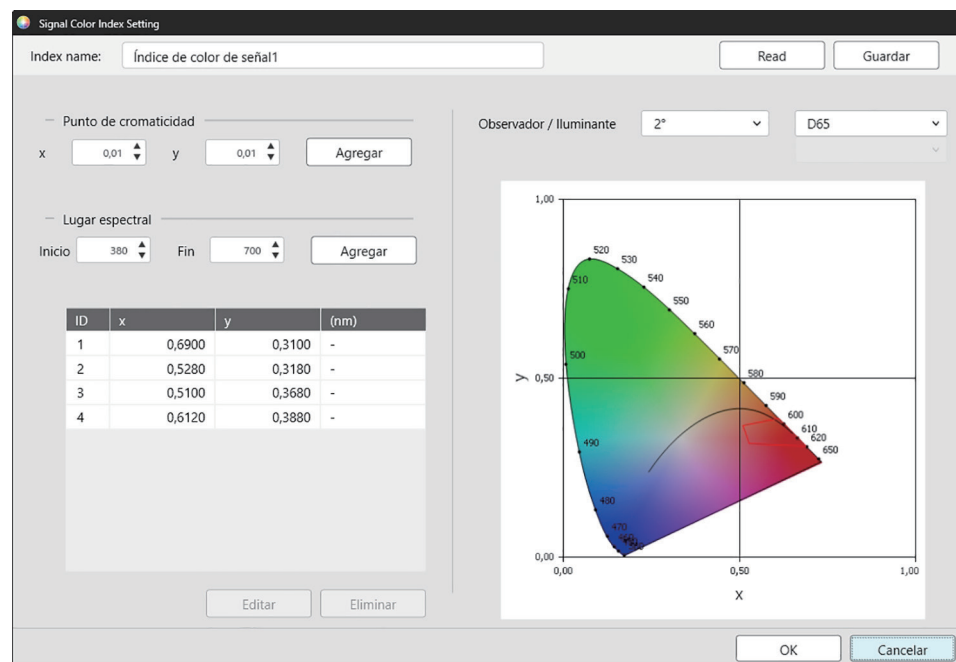 Signal Color Index Setting
Index name: Índice de color de señal1 Read Guardar
Punto de cromaticidad
x 0,01 y 0,01 Agregar
Lugar espectral
Inicio 380 Fin 700 Agregar
ID x y (nm)
1 0,6900 0,3100 -
2 0,5280 0,3180 -
3 0,5100 0,3680 -
4 0,6120 0,3880 -
Editar Eliminar
Observador / Iluminante 2° D65
1,00
520
530
510
540
550
560
570
500
580
y 0,50
590
600
610
620
490
650
480
470
0,00
0,00 0,50 1,00
x
OK Cancelar